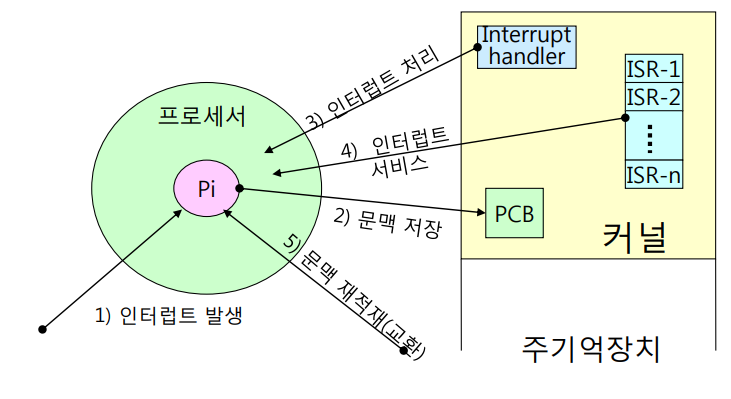 Interrupt
handler
ISR-1
ISR-2
ISR-n
프로세서
3) 인터럽트 처리
4) 인터럽트
서비스
Pi
2) 문맥 저장
PCB
커널
5) 문맥 재적재(교환)
1) 인터럽트 발생
주기억장치